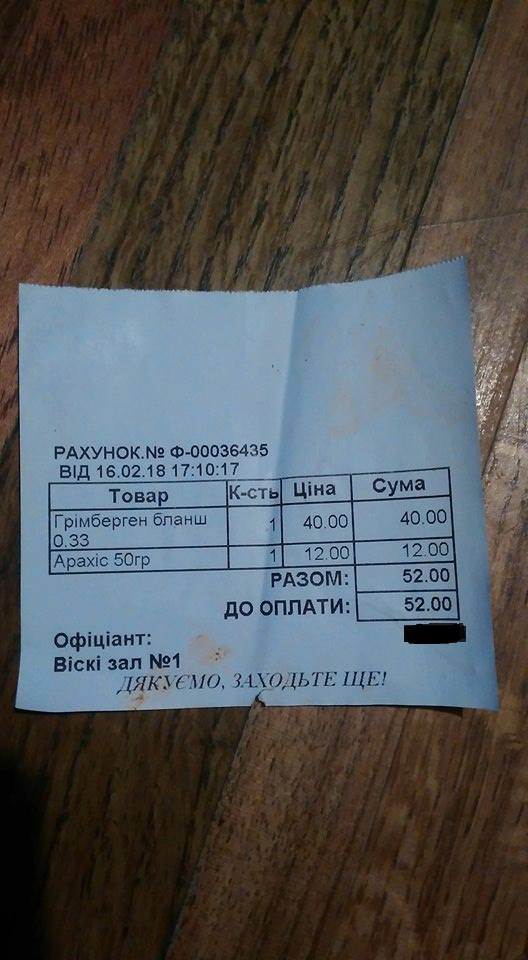 РАХУНОК.№ Ф-00036435
ВІД 16.02.18 17:10:17
Товар К-сть Ціна Сума
Грімберген бланш 1 40.00 40.00
0.33
Арахіс 50гр 1 12.00 12.00
РАЗОМ: 52.00
ДО ОПЛАТИ: 52.00
Офіціант:
Віскі зал №1
ДЯКУЄМО, ЗАХОДЬТЕ ЩЕ!